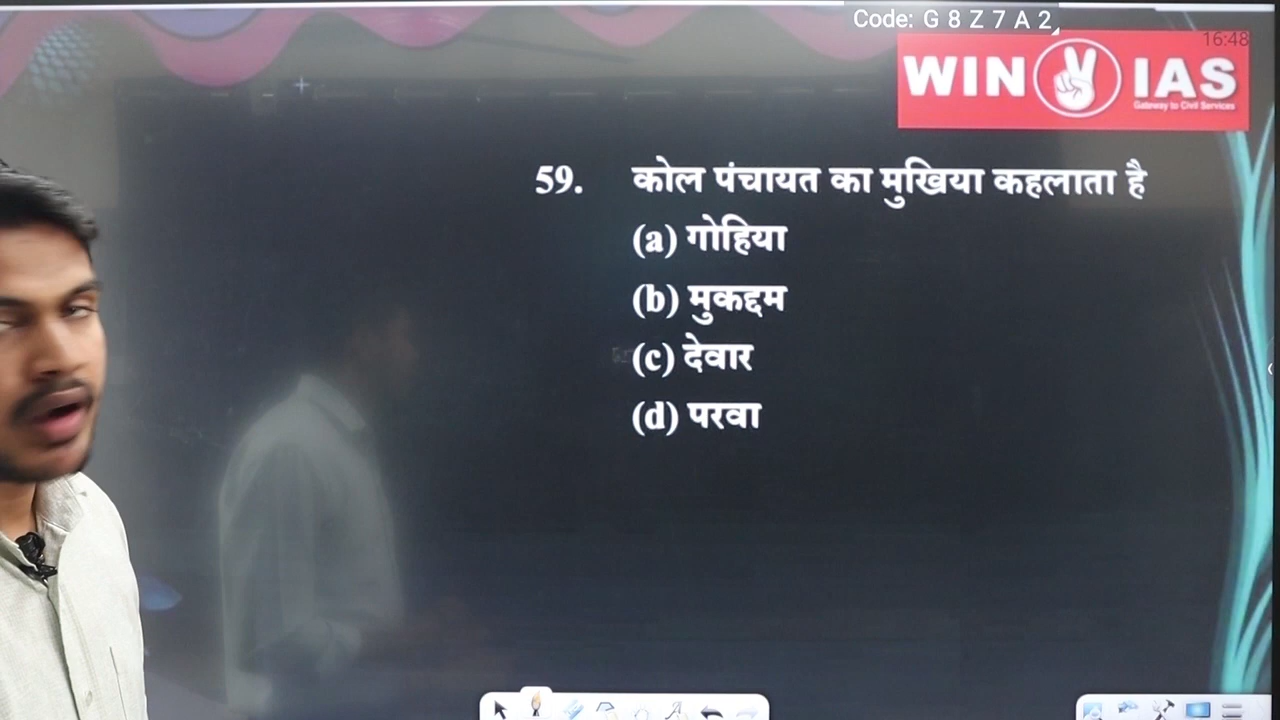 Code: G 8 Z 7 A 2
16:48
WIN IAS
Gateway to Civil Services
59. कोल पंचायत का मुखिया कहलाता है
(a) गोहिया
(b) मुकद्दम
(c) देवार
(d) परवा